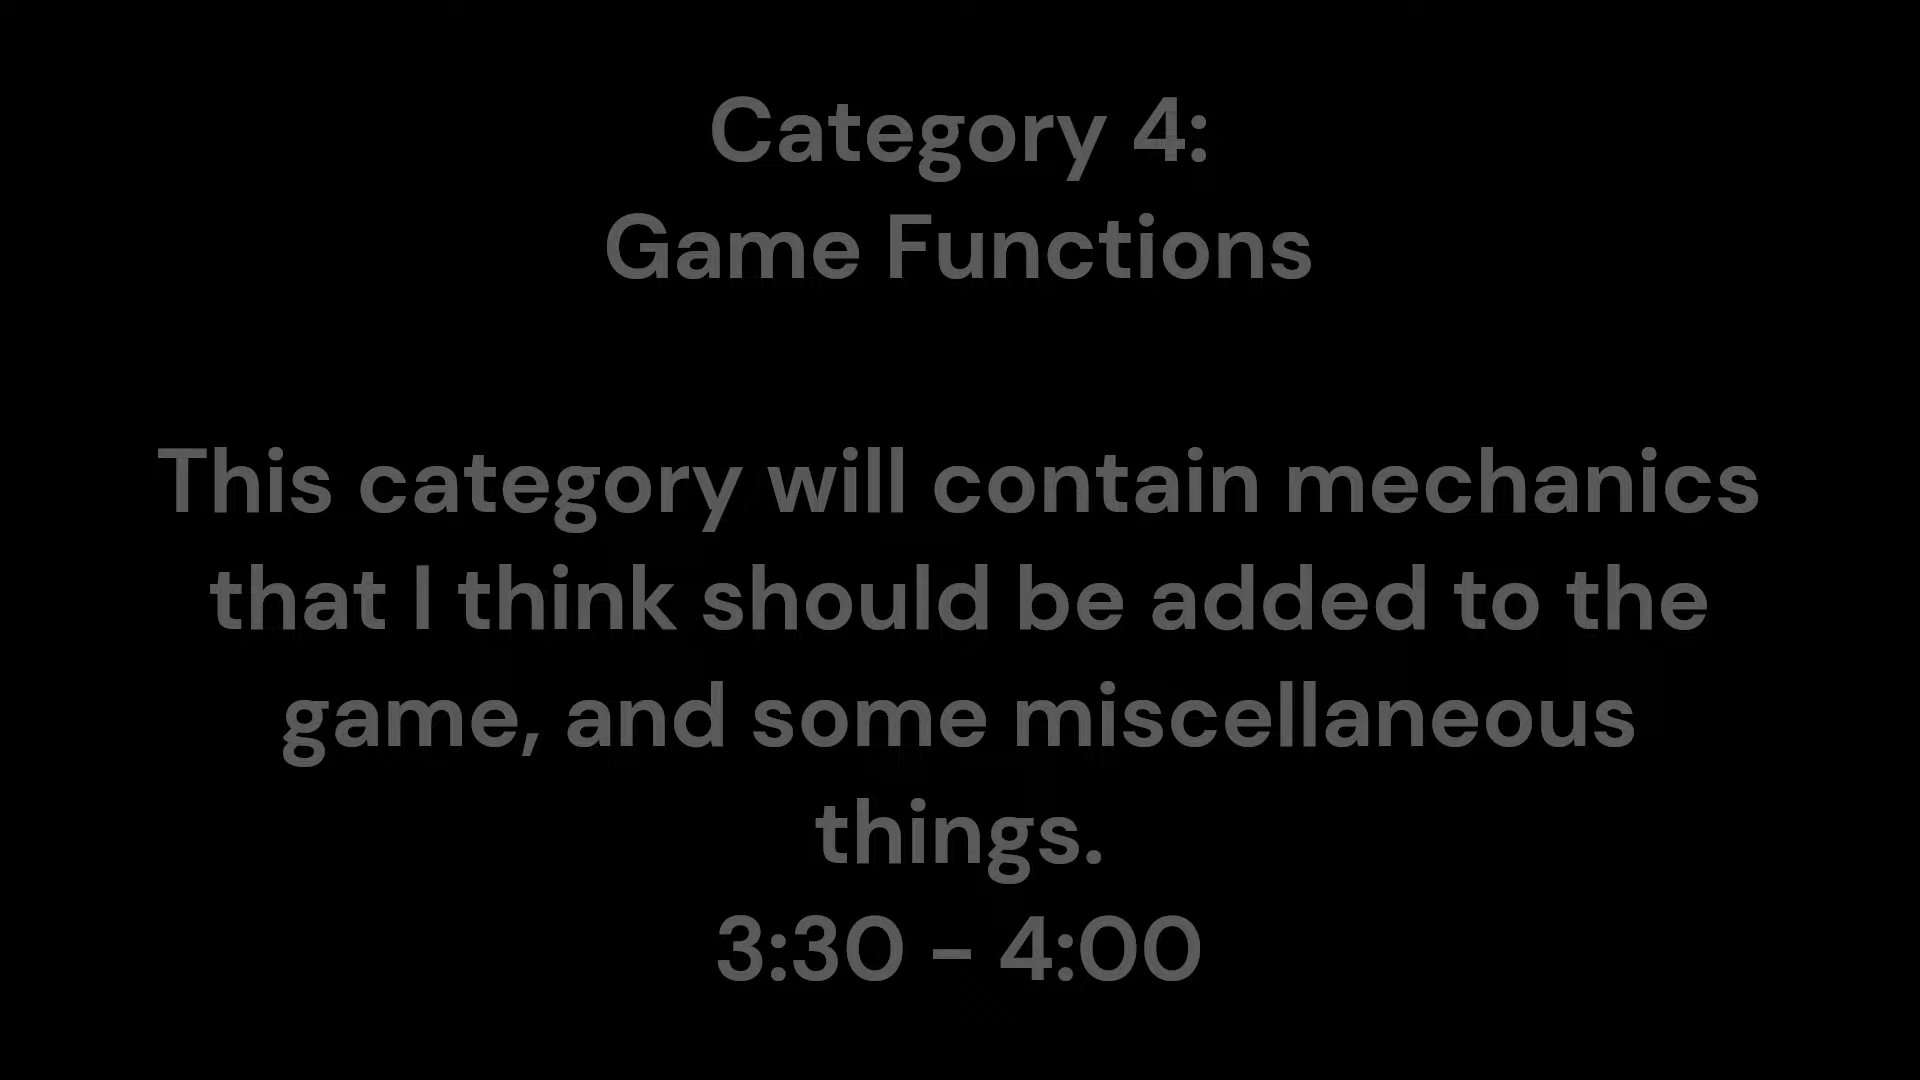 Category 4:
Game Functions
This category will contain mechanics
that I think should be added to the
game, and some miscellaneous
things.
3:30 - 4:00